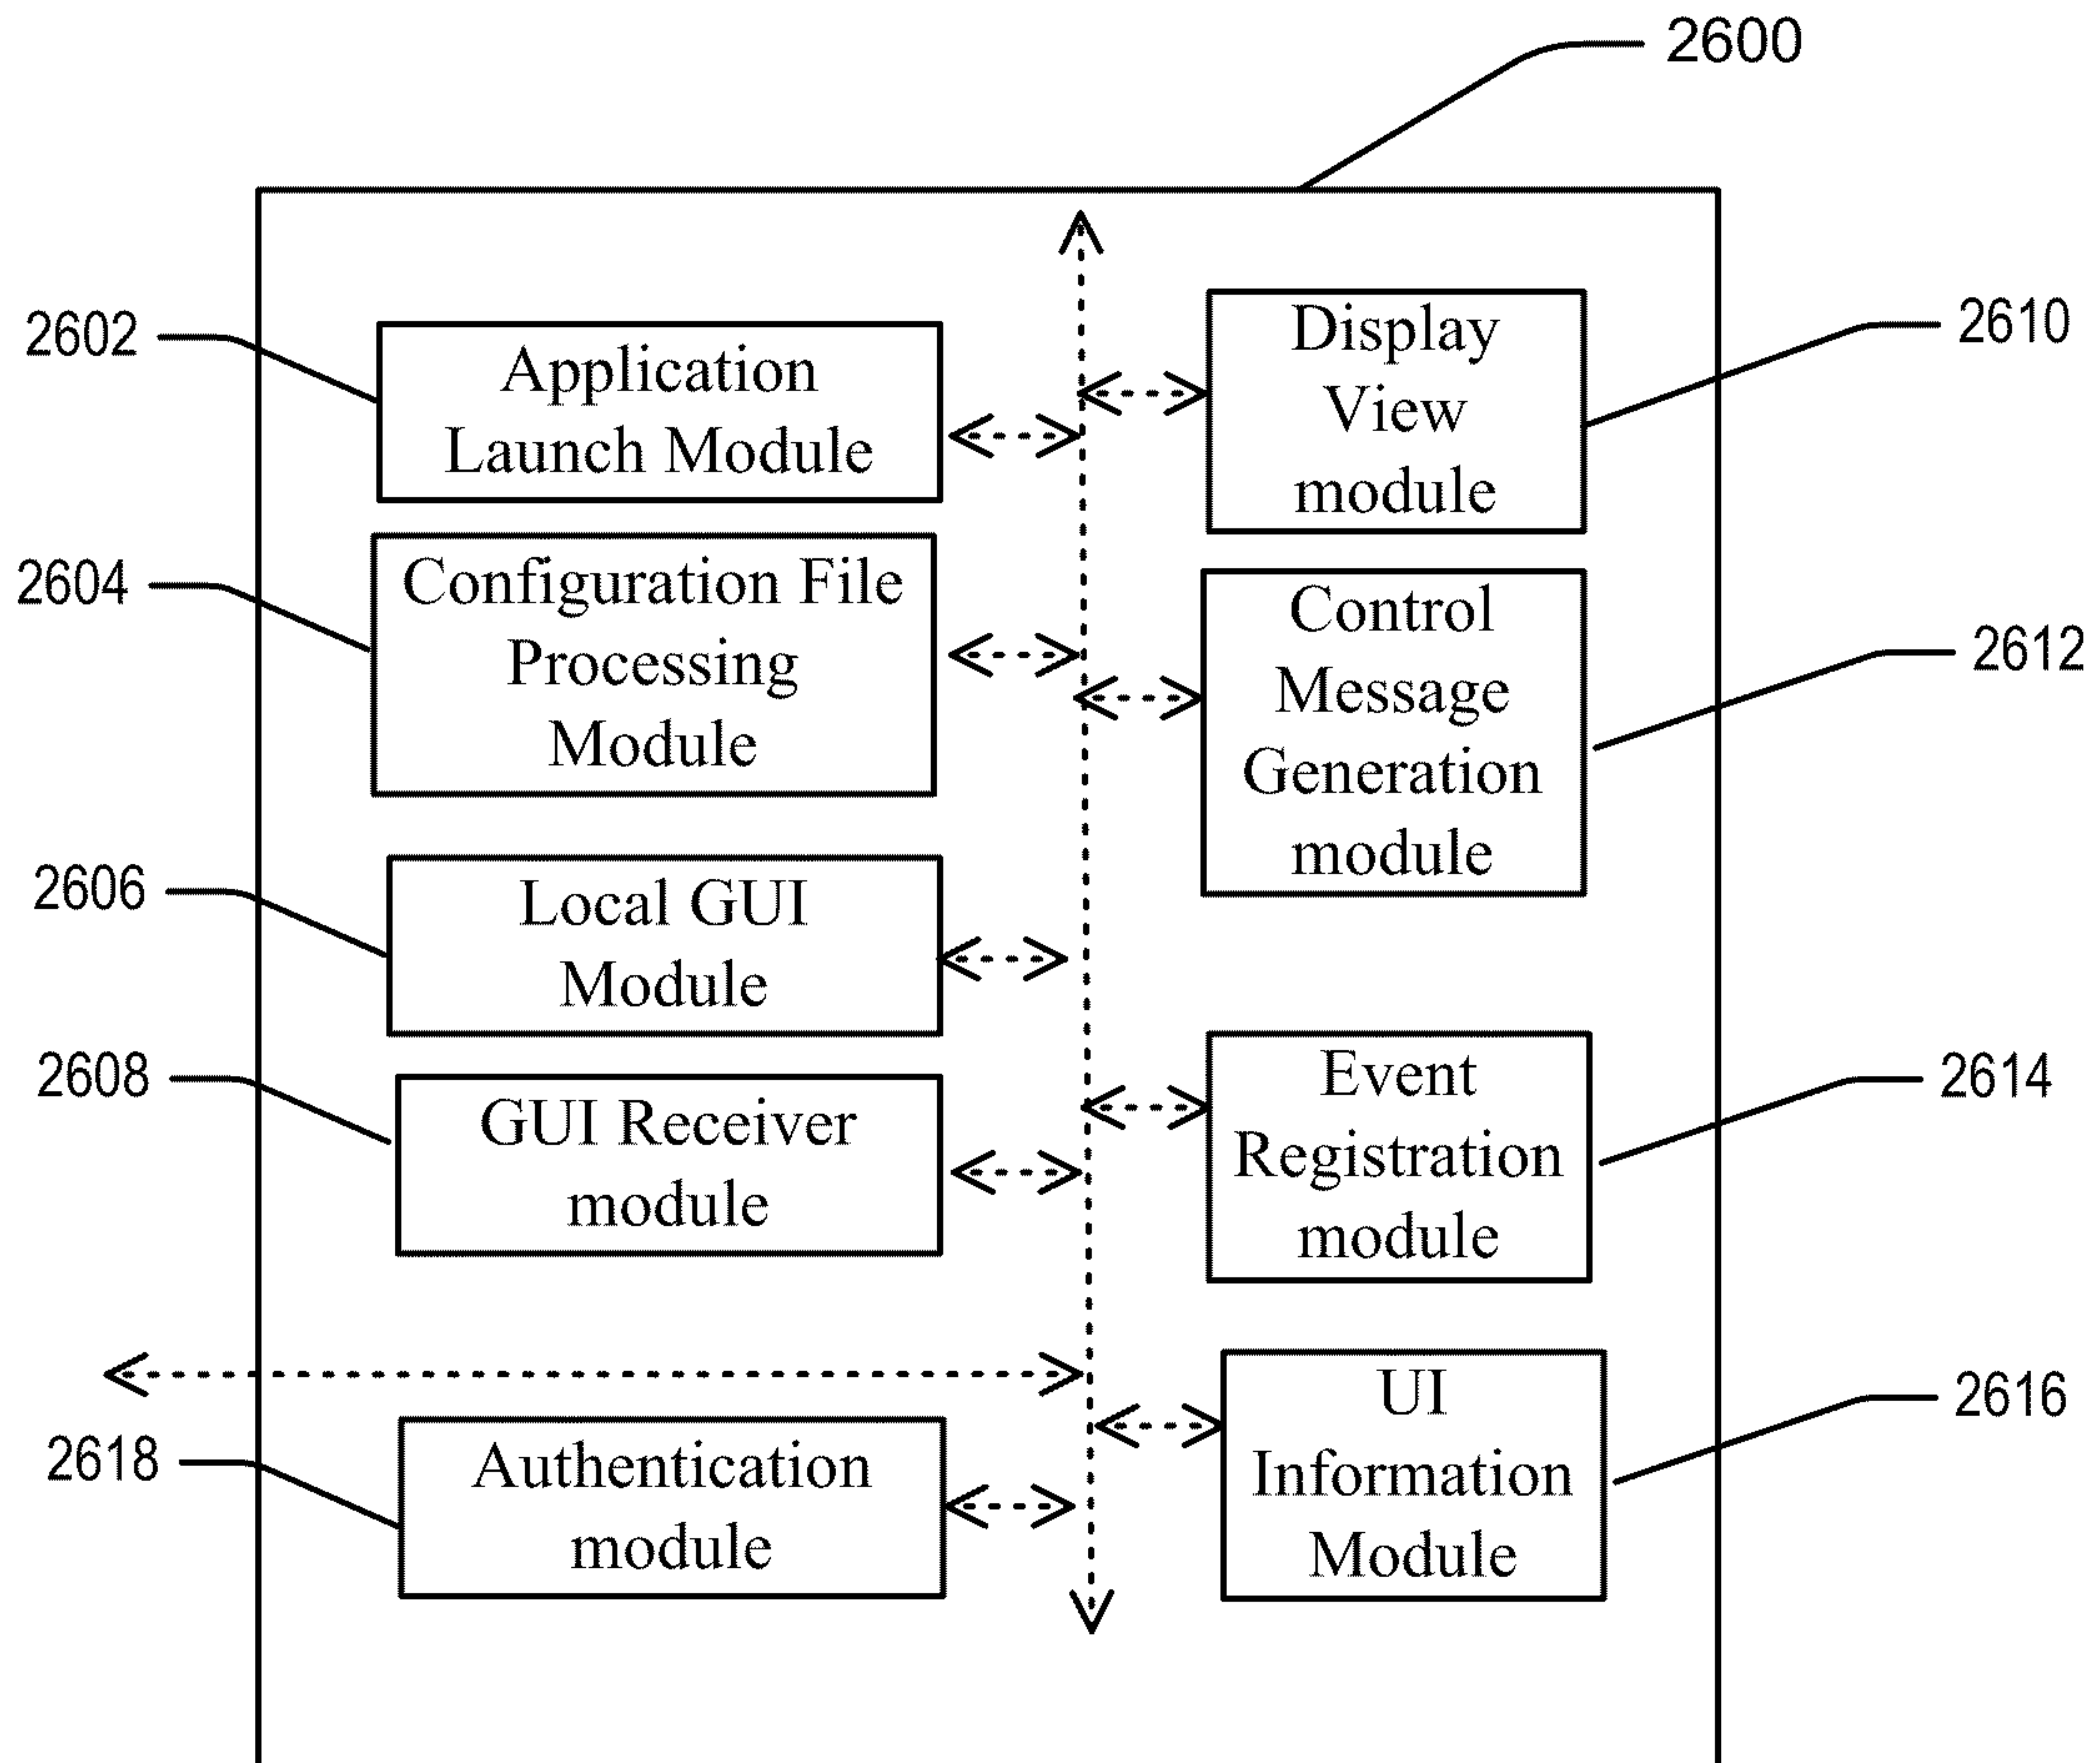 2600
2602
Application
Launch Module
2604
Configuration File
Processing
Module
2606
Local GUI
Module
2608
GUI Receiver
module
2618
Authentication
module
Display
View
module
2610
Control
Message
Generation
module
2612
Event
Registration
module
2614
UI
Information
Module
2616